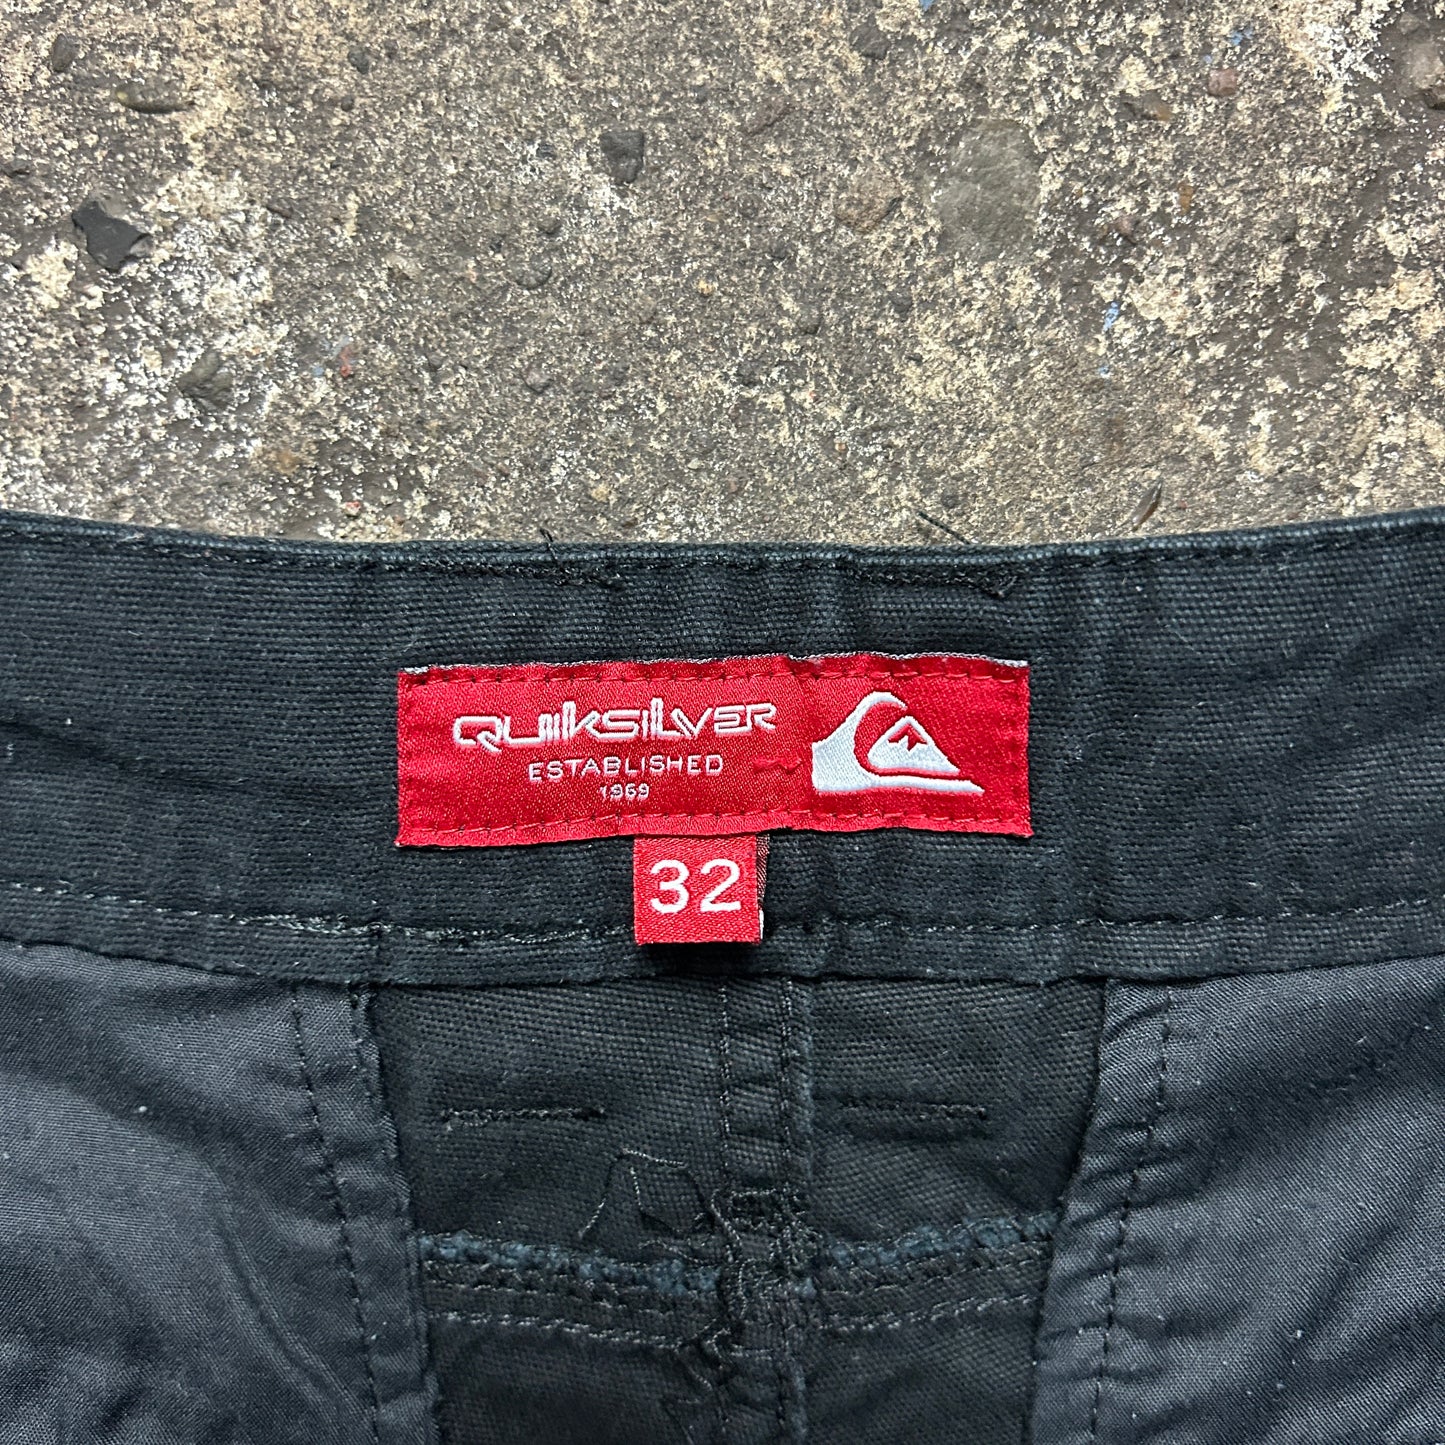 QUIKSILVER
ESTABLISHED
1969
32